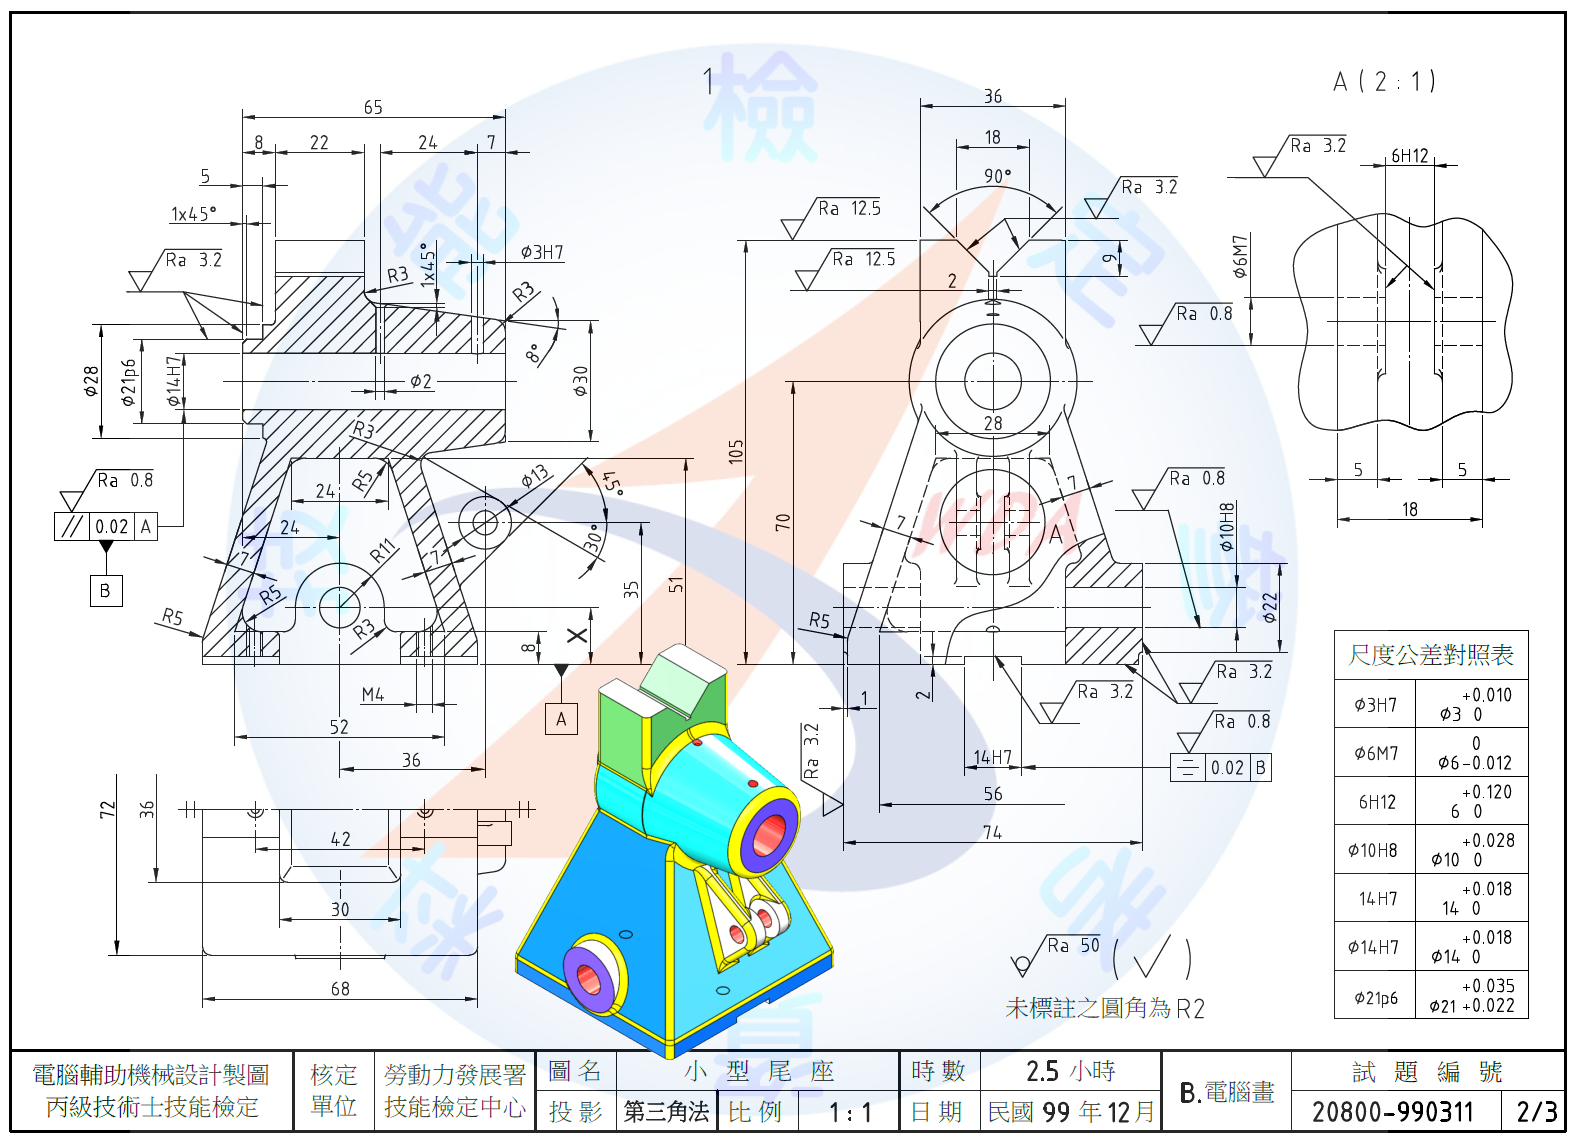 1
A ( 2 : 1 )
65
8
22
24
7
5
1x45°
Ra 3.2
R3
1x45°
ϕ3H7
R3
8°
ϕ28
ϕ21p6
ϕ14H7
ϕ2
ϕ30
R3
R5
24
24
ϕ13
45°
30°
Ra 0.8
// 0.02 A
B
7
7
R11
R5
R5
R3
35
51
X
8
M4
52
36
A
72
36
42
30
68
36
18
90°
Ra 3.2
Ra 12.5
Ra 12.5
2
9
105
70
28
7
7
A
Ra 0.8
ϕ10H8
ϕ22
R5
1
2
Ra 3.2
Ra 3.2
Ra 3.2
Ra 0.8
14H7
0.02 B
56
74
Ra 3.2
6H12
ϕ6M7
Ra 0.8
5
5
18
尺度公差對照表
ϕ3H7 ϕ3 +0.010 0
ϕ6M7 ϕ6 0 -0.012
6H12 6 +0.120 0
ϕ10H8 ϕ10 +0.028 0
14H7 14 +0.018 0
ϕ14H7 ϕ14 +0.018 0
ϕ21p6 ϕ21 +0.035 +0.022
Ra 50 ( )
未標註之圓角為R2
檢
能
定
技
WDA
電腦輔助機械設計製圖
丙級技術士技能檢定
核定
單位
勞動力發展署
技能檢定中心
圖名 小型尾座
投影 第三角法 比例 1 : 1
時數 2.5 小時
日期 民國 99 年 12 月
B.電腦畫
試題編號
20800-990311 2/3